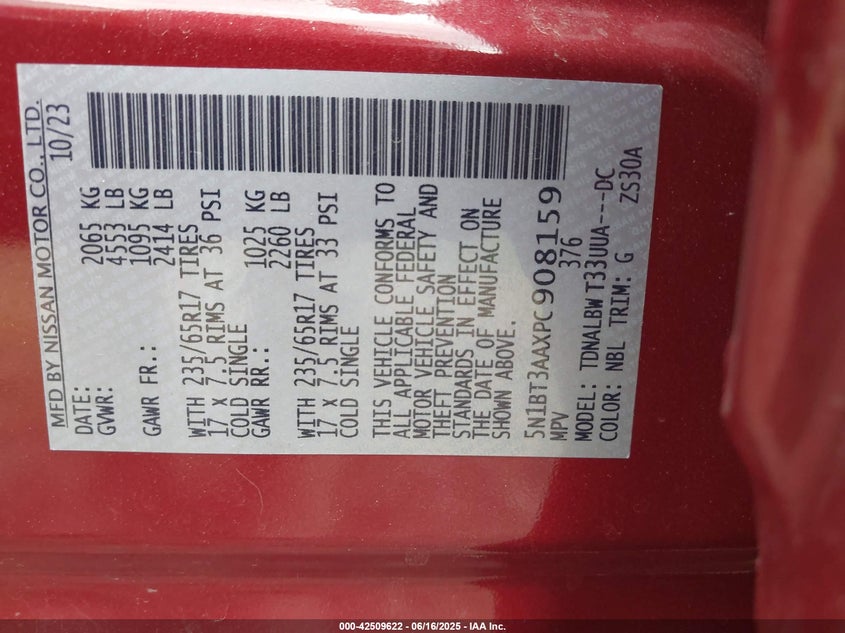 MFD BY NISSAN MOTOR CO., LTD.
DATE: 10/23
GVWR: 2065 KG
4553 LB
GAWR FR.: 1095 KG
2414 LB
WITH 235/65R17 TIRES
17 X 7.5 RIMS AT 36 PSI
COLD SINGLE
GAWR RR.: 1025 KG
2260 LB
WITH 235/65R17 TIRES
17 X 7.5 RIMS AT 33 PSI
COLD SINGLE
THIS VEHICLE CONFORMS TO
ALL APPLICABLE FEDERAL
MOTOR VEHICLE SAFETY AND
THEFT PREVENTION
STANDARDS IN EFFECT ON
THE DATE OF MANUFACTURE
SHOWN ABOVE.
5N1BT3AAXPC908159
MPV 376
MODEL: TDNALBW T33UUA---DC
COLOR: NBL TRIM: G ZS30A
000-42509622 - 06/16/2025 - IAA Inc.